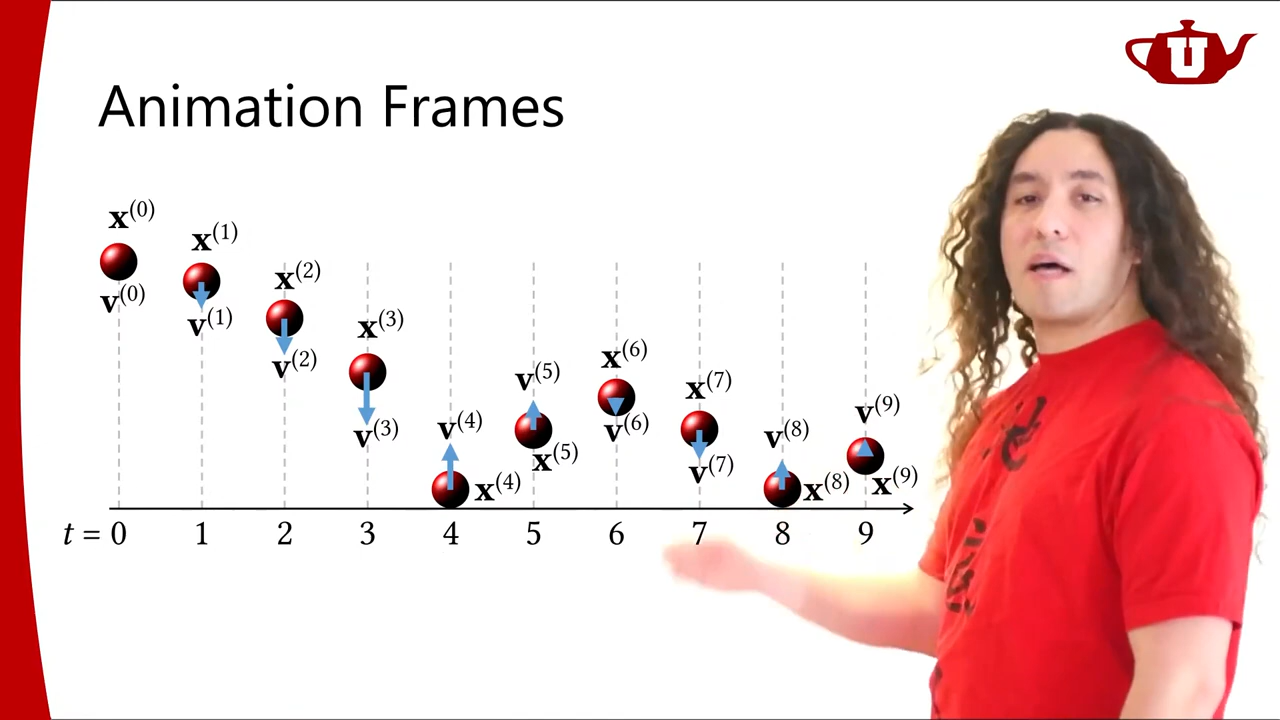 U
Animation Frames
x^(0)
x^(1)
x^(2)
x^(3)
x^(4)
x^(5)
x^(6)
x^(7)
x^(8)
x^(9)
v^(0)
v^(1)
v^(2)
v^(3)
v^(4)
v^(5)
v^(6)
v^(7)
v^(8)
v^(9)
t = 0 1 2 3 4 5 6 7 8 9